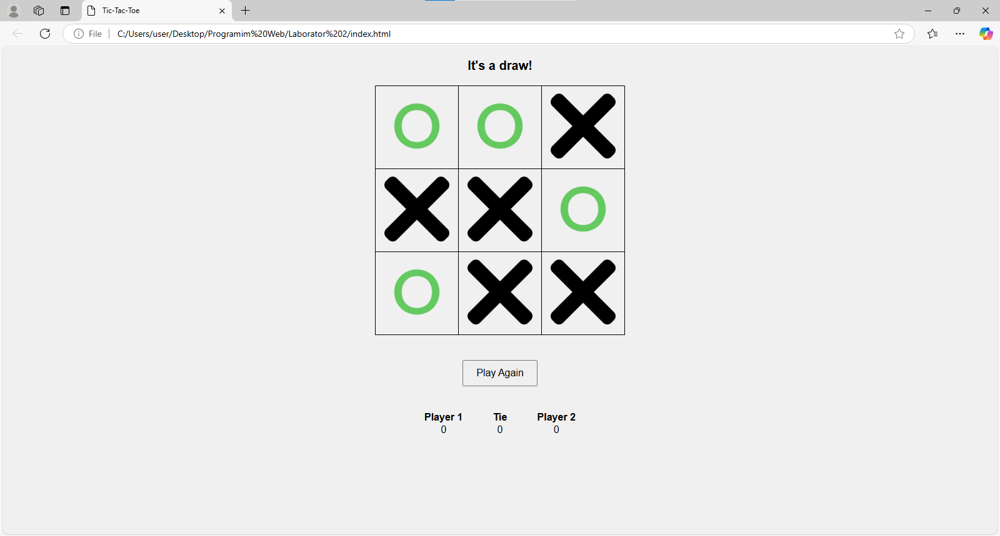 Tic-Tac-Toe
File C:/Users/user/Desktop/Programim%20Web/Laborator%202/index.html
It's a draw!
Play Again
Player 1 Tie Player 2
0 0 0